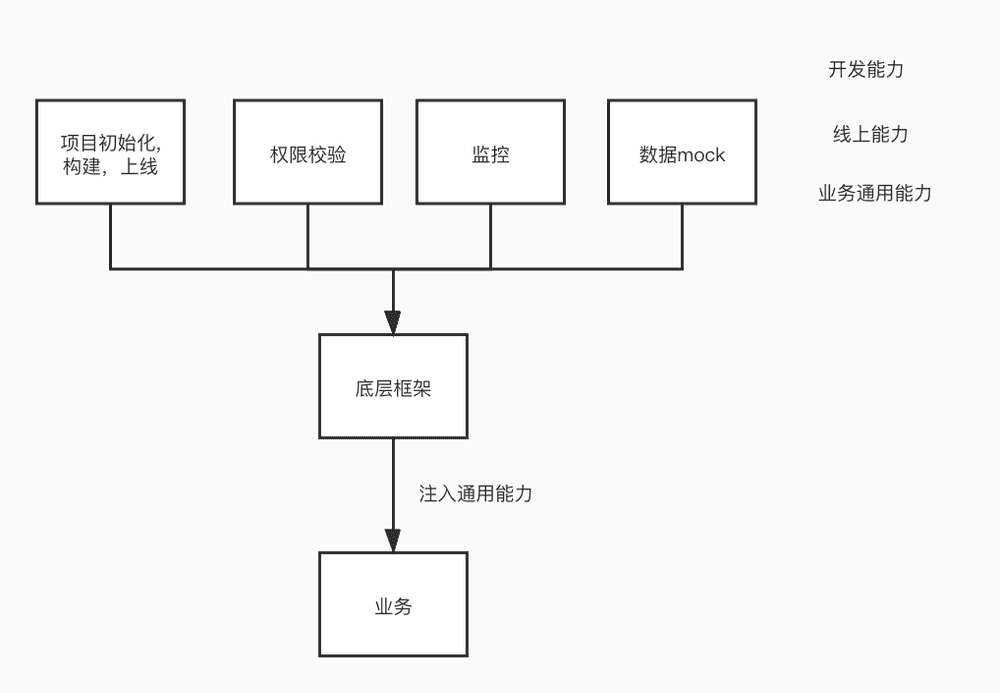 开发能力
项目初始化,
构建，上线
权限校验
监控
数据mock
线上能力
业务通用能力
底层框架
注入通用能力
业务